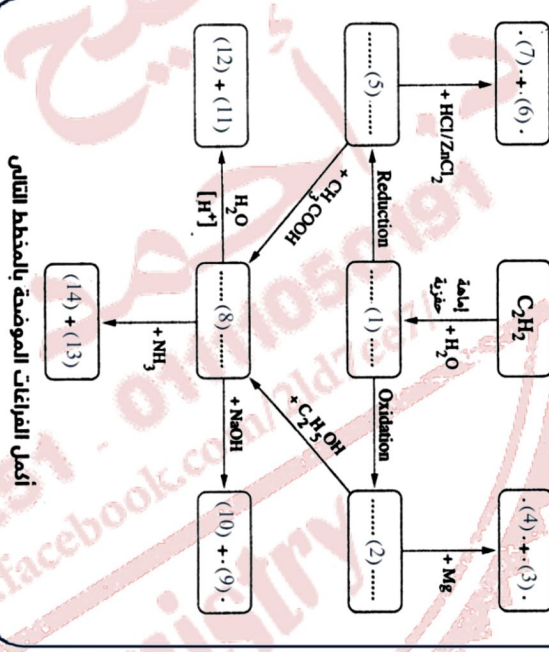 . (7) .+. (6) .
C₂H₂
. (4) .+. (3) .
+ HCl/ZnCl₂
إماهة حفزية
+ H₂O
+ Mg
........ (5) ........
Reduction
........ (1) ........
Oxidation
........ (2) ........
+ CH₃COOH
+ C₂H₅OH
(12) + (11)
H₂O
[H⁺]
........ (8) ........
+ NaOH
(10) +. (9) .
+ NH₃
(14) + (13)
أكمل الفراغات الموضحة بالمخطط التالى